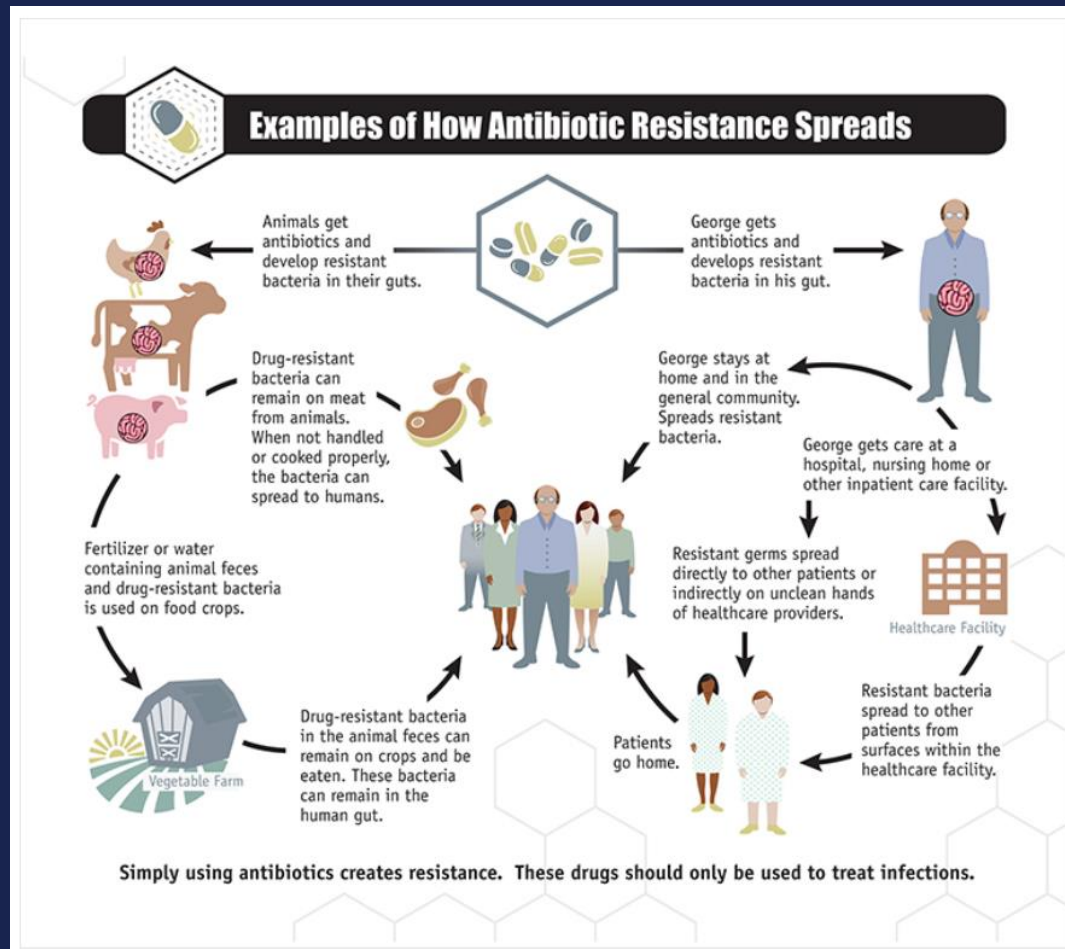 Examples of How Antibiotic Resistance Spreads
Animals get
antibiotics and
develop resistant
bacteria in their guts.
George gets
antibiotics and
develops resistant
bacteria in his gut.
Drug-resistant
bacteria can
remain on meat
from animals.
When not handled
or cooked properly,
the bacteria can
spread to humans.
George stays at
home and in the
general community.
Spreads resistant
bacteria.
George gets care at a
hospital, nursing home or
other inpatient care facility.
Fertilizer or water
containing animal feces
and drug-resistant bacteria
is used on food crops.
Resistant germs spread
directly to other patients or
indirectly on unclean hands
of healthcare providers.
Healthcare Facility
Vegetable Farm
Drug-resistant bacteria
in the animal feces can
remain on crops and be
eaten. These bacteria
can remain in the
human gut.
Patients
go home.
Resistant bacteria
spread to other
patients from
surfaces within the
healthcare facility.
Simply using antibiotics creates resistance. These drugs should only be used to treat infections.